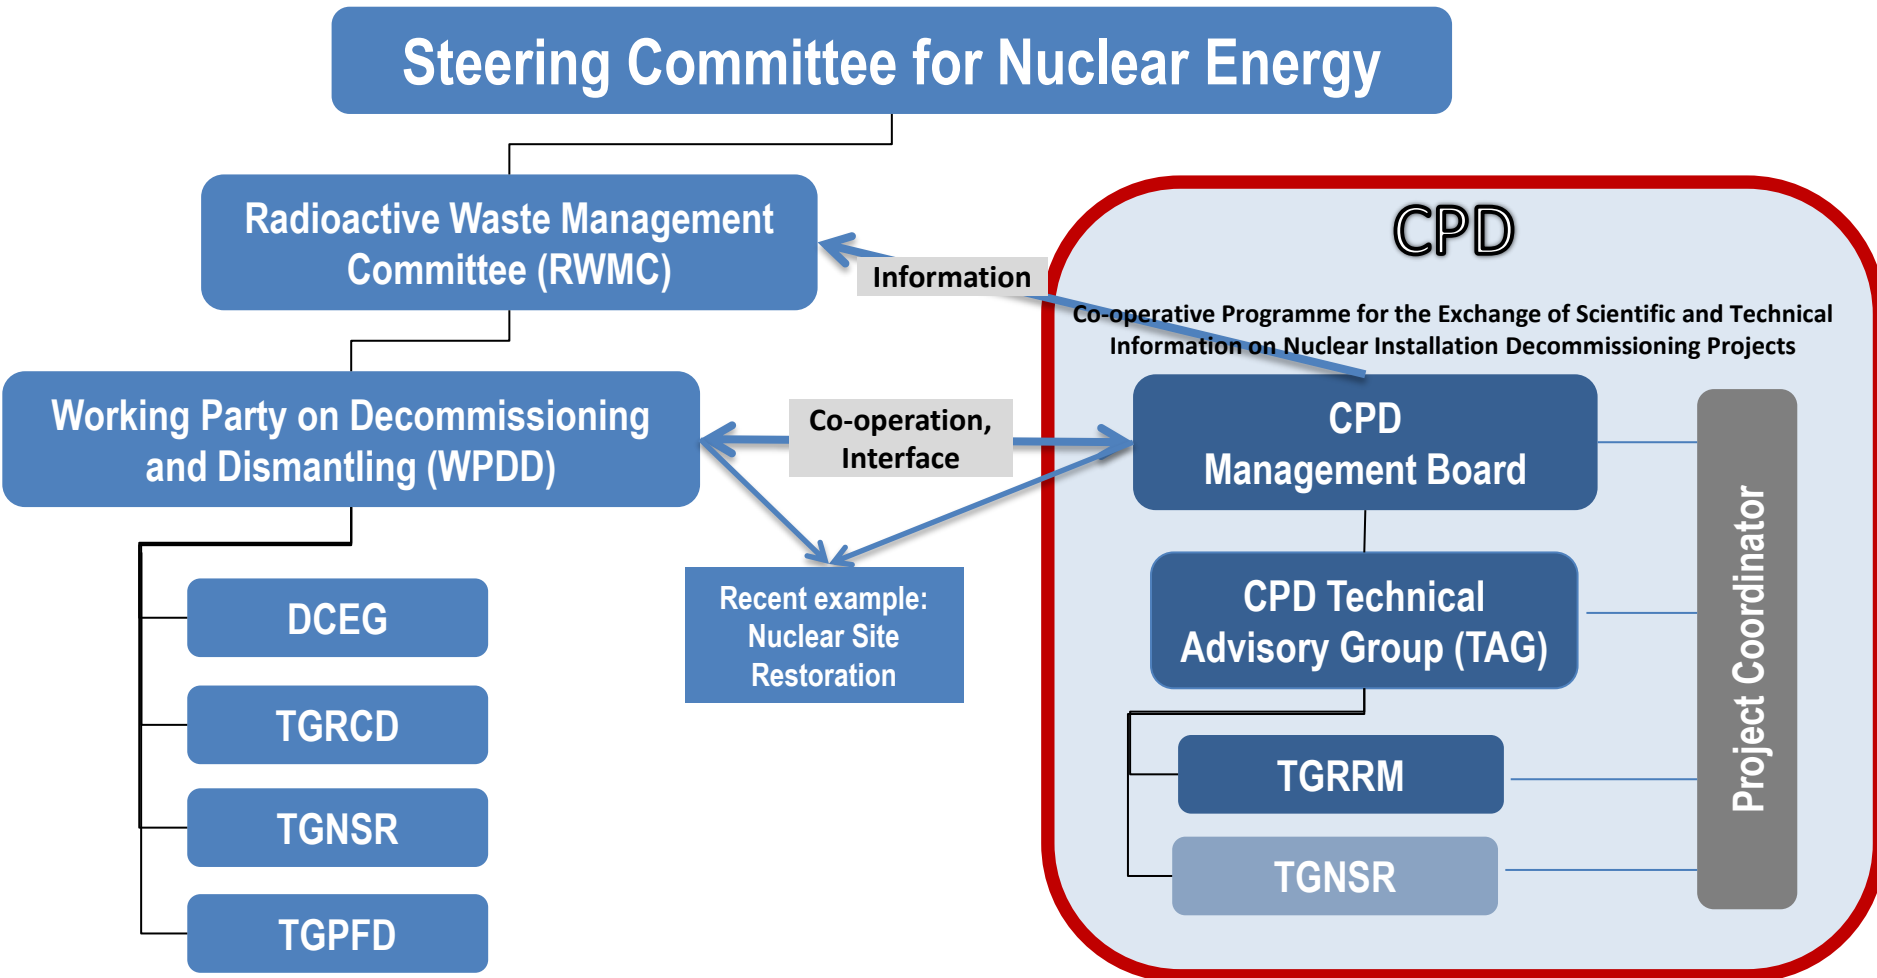 Steering Committee for Nuclear Energy
Radioactive Waste Management
Committee (RWMC)
Information
CPD
Co-operative Programme for the Exchange of Scientific and Technical
Information on Nuclear Installation Decommissioning Projects
Working Party on Decommissioning
and Dismantling (WPDD)
Co-operation,
Interface
CPD
Management Board
Project Coordinator
DCEG
TGRCD
TGNSR
TGPFD
Recent example:
Nuclear Site
Restoration
CPD Technical
Advisory Group (TAG)
TGRRM
TGNSR